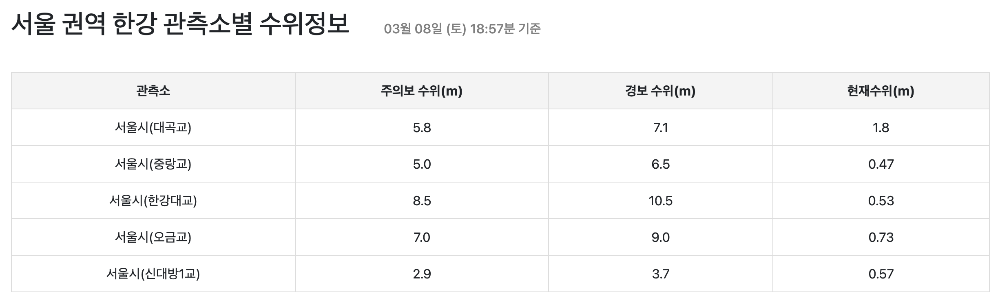 서울 권역 한강 관측소별 수위정보 03월 08일 (토) 18:57분 기준
관측소 주의보 수위(m) 경보 수위(m) 현재수위(m)
서울시(대곡교) 5.8 7.1 1.8
서울시(중랑교) 5.0 6.5 0.47
서울시(한강대교) 8.5 10.5 0.53
서울시(오금교) 7.0 9.0 0.73
서울시(신대방1교) 2.9 3.7 0.57